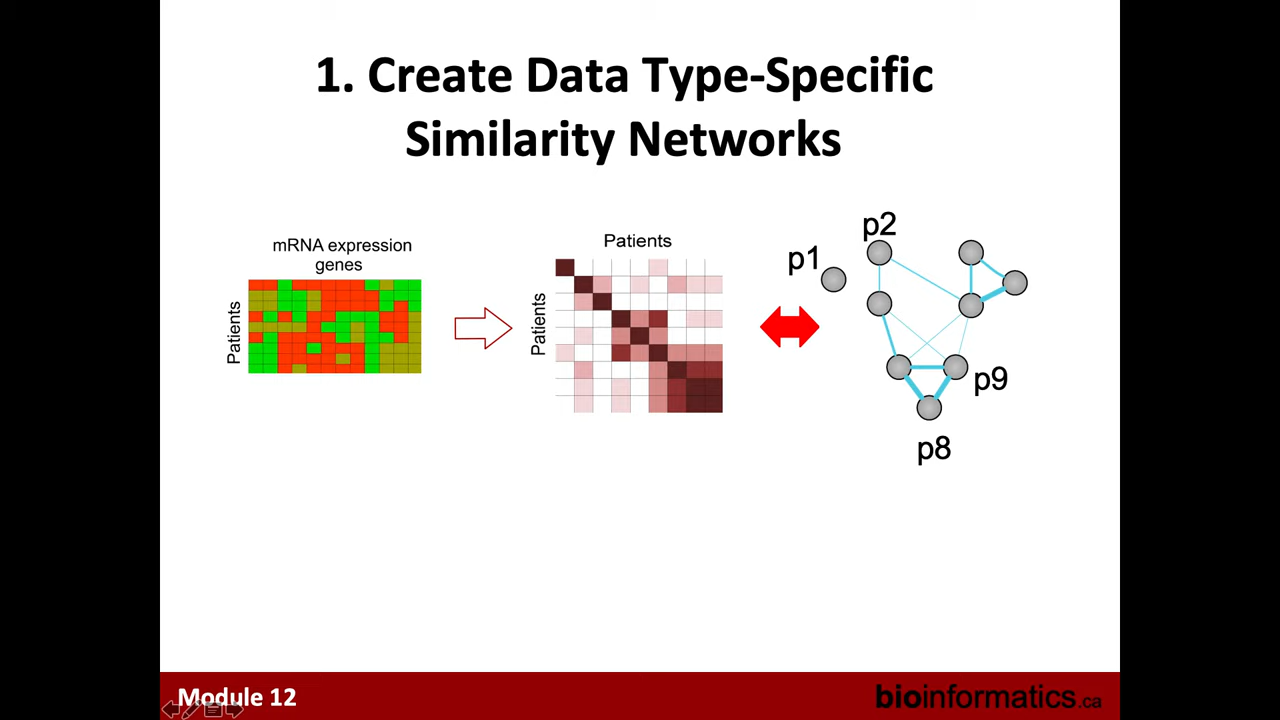 1. Create Data Type-Specific
Similarity Networks
mRNA expression
genes
Patients
Patients
Patients
p1
p2
p9
p8
Module 12
bioinformatics.ca